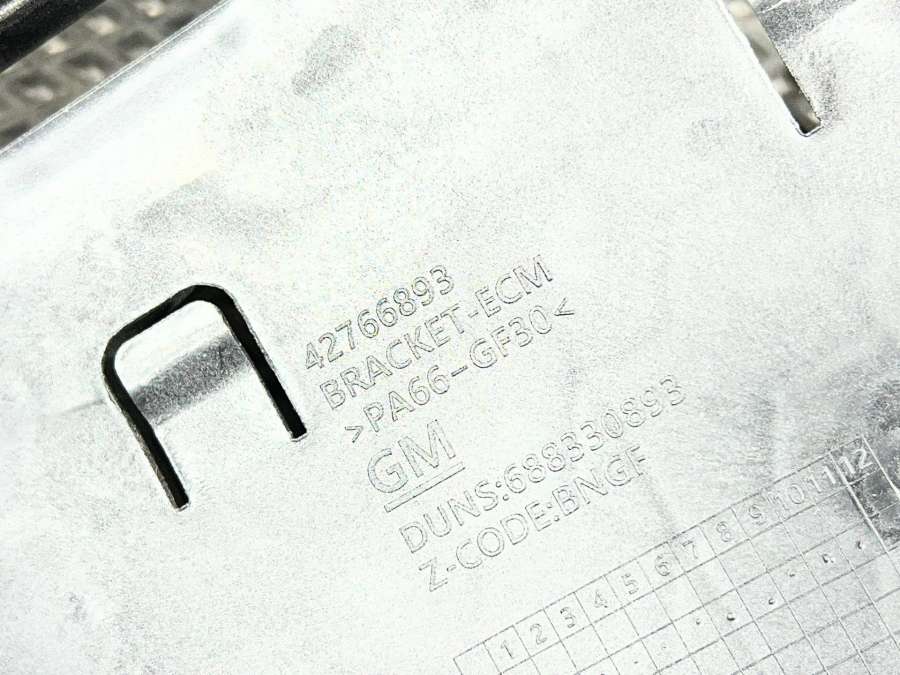 42766893
BRACKET-ECM
>PA66-GF30<
GM
DUNS:688330893
Z-CODE:BNGF
1 2 3 4 5 6 7 8 9 10 11 12